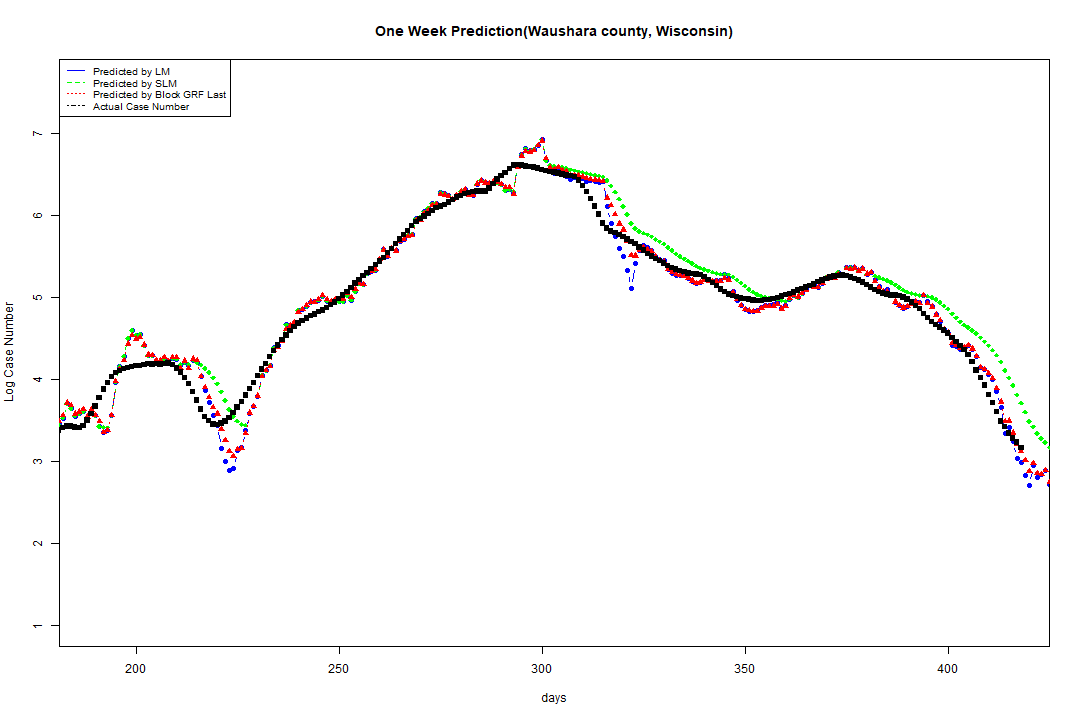 One Week Prediction(Waushara county, Wisconsin)
Predicted by LM
Predicted by SLM
Predicted by Block GRF Last
Actual Case Number
7
6
5
4
3
2
1
Log Case Number
200 250 300 350 400
days